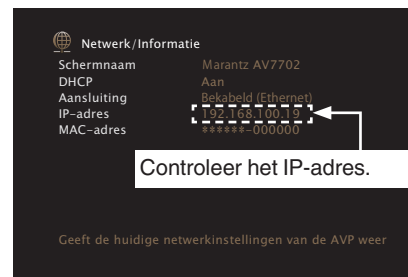 Netwerk/Informatie
Schermnaam Marantz AV7702
DHCP Aan
Aansluiting Bekabeld (Ethernet)
IP-adres 192.168.100.19
MAC-adres ******-000000
Controleer het IP-adres.
Geeft de huidige netwerkinstellingen van de AVP weer